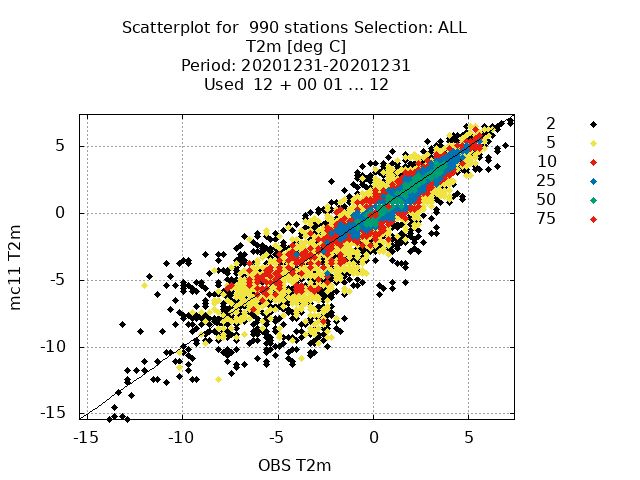 Scatterplot for  990 stations Selection: ALL
T2m [deg C]
Period: 20201231-20201231
Used  12 + 00 01 ... 12
2
5
10
25
50
75
5
0
-5
-10
-15
mc11 T2m
-15 -10 -5 0 5
OBS T2m